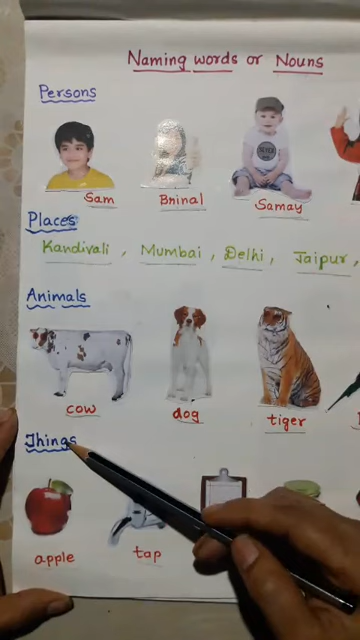 Naming words or Nouns
Persons
Sam Brinal Samay
Places
Kandivali , Mumbai , Delhi , Jaipur ,
Animals
cow dog tiger
Things
apple tap